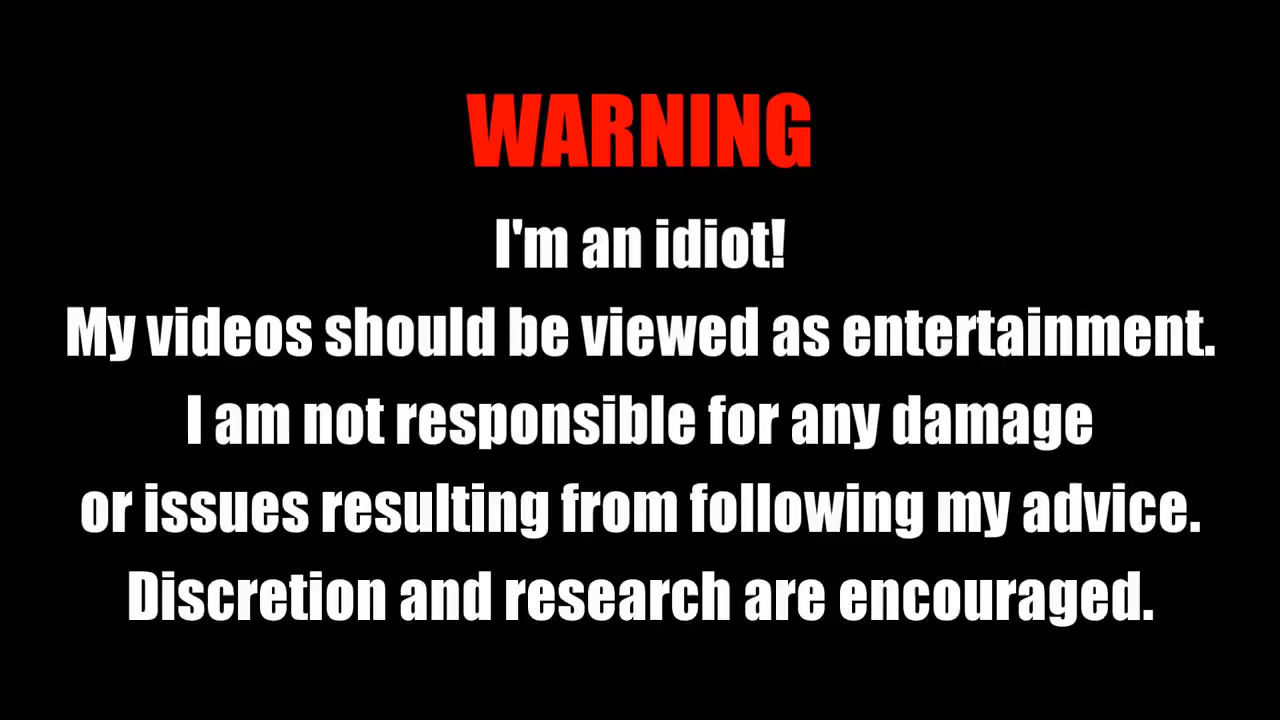 WARNING
I'm an idiot!
My videos should be viewed as entertainment.
I am not responsible for any damage
or issues resulting from following my advice.
Discretion and research are encouraged.